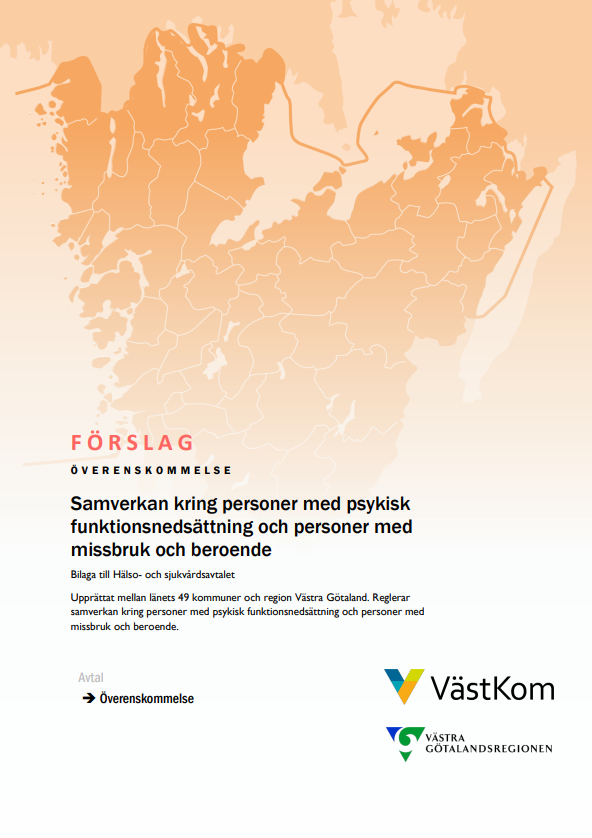 FÖRSLAG
ÖVERENSKOMMELSE
Samverkan kring personer med psykisk
funktionsnedsättning och personer med
missbruk och beroende
Bilaga till Hälso- och sjukvårdsavtalet
Upprättat mellan länets 49 kommuner och region Västra Götaland. Reglerar
samverkan kring personer med psykisk funktionsnedsättning och personer med
missbruk och beroende.
Avtal
➔ Överenskommelse
VästKom
VÄSTRA
GÖTALANDSREGIONEN